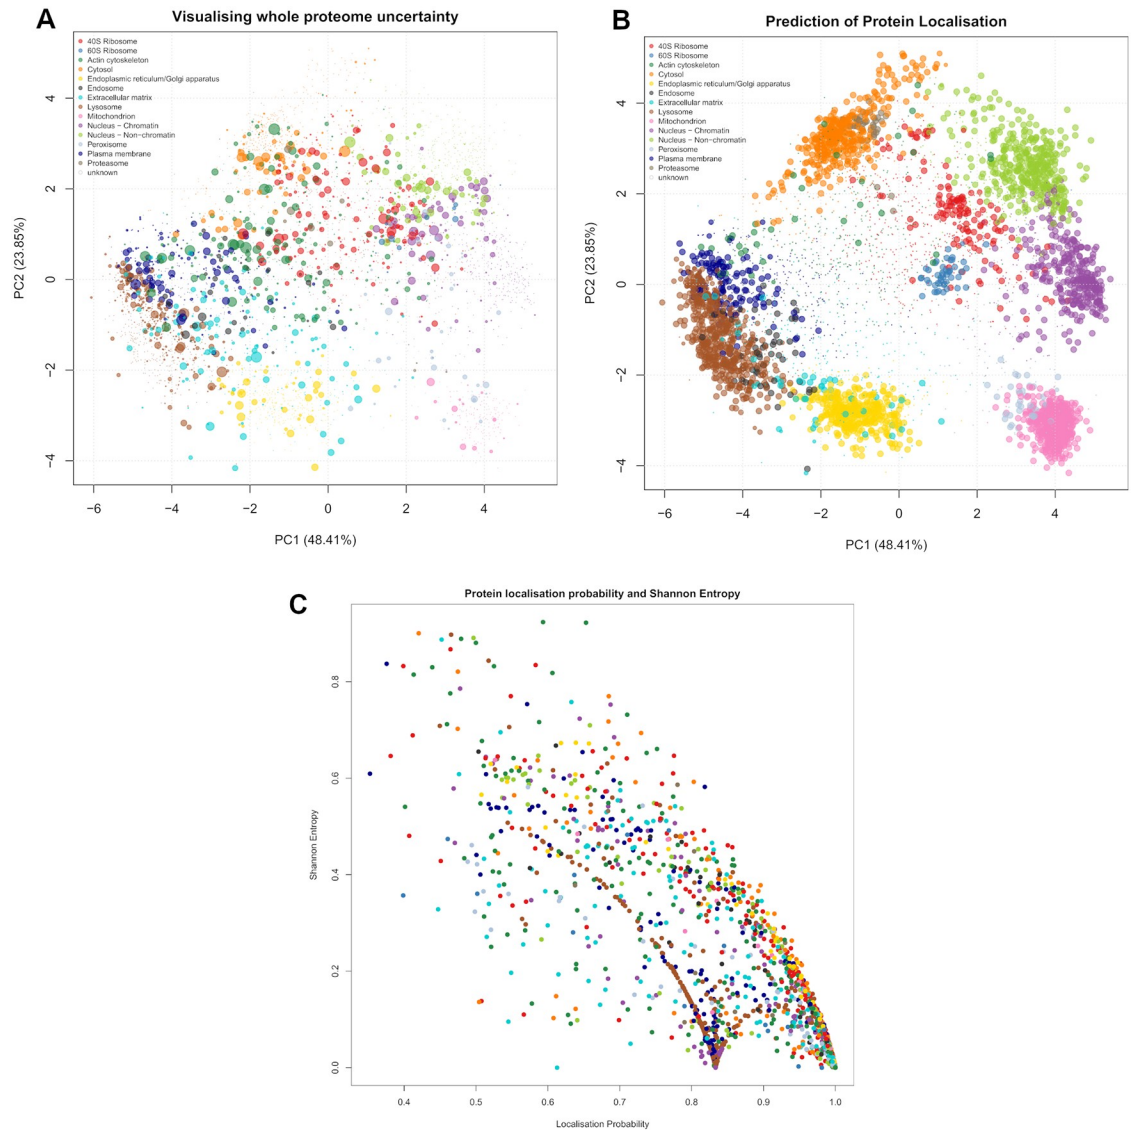 A
Visualising whole proteome uncertainty
40S Ribosome
60S Ribosome
Actin cytoskeleton
Cytosol
Endoplasmic reticulum/Golgi apparatus
Endosome
Extracellular matrix
Lysosome
Mitochondrion
Nucleus − Chromatin
Nucleus − Non−chromatin
Peroxisome
Plasma membrane
Proteasome
unknown
4
2
0
−2
−4
PC2 (23.85%)
−6 −4 −2 0 2 4
PC1 (48.41%)
B
Prediction of Protein Localisation
40S Ribosome
60S Ribosome
Actin cytoskeleton
Cytosol
Endoplasmic reticulum/Golgi apparatus
Endosome
Extracellular matrix
Lysosome
Mitochondrion
Nucleus − Chromatin
Nucleus − Non−chromatin
Peroxisome
Plasma membrane
Proteasome
unknown
4
2
0
−2
−4
PC2 (23.85%)
−6 −4 −2 0 2 4
PC1 (48.41%)
C
Protein localisation probability and Shannon Entropy
0.8
0.6
0.4
0.2
0.0
Shannon Entropy
0.4 0.5 0.6 0.7 0.8 0.9 1.0
Localisation Probability